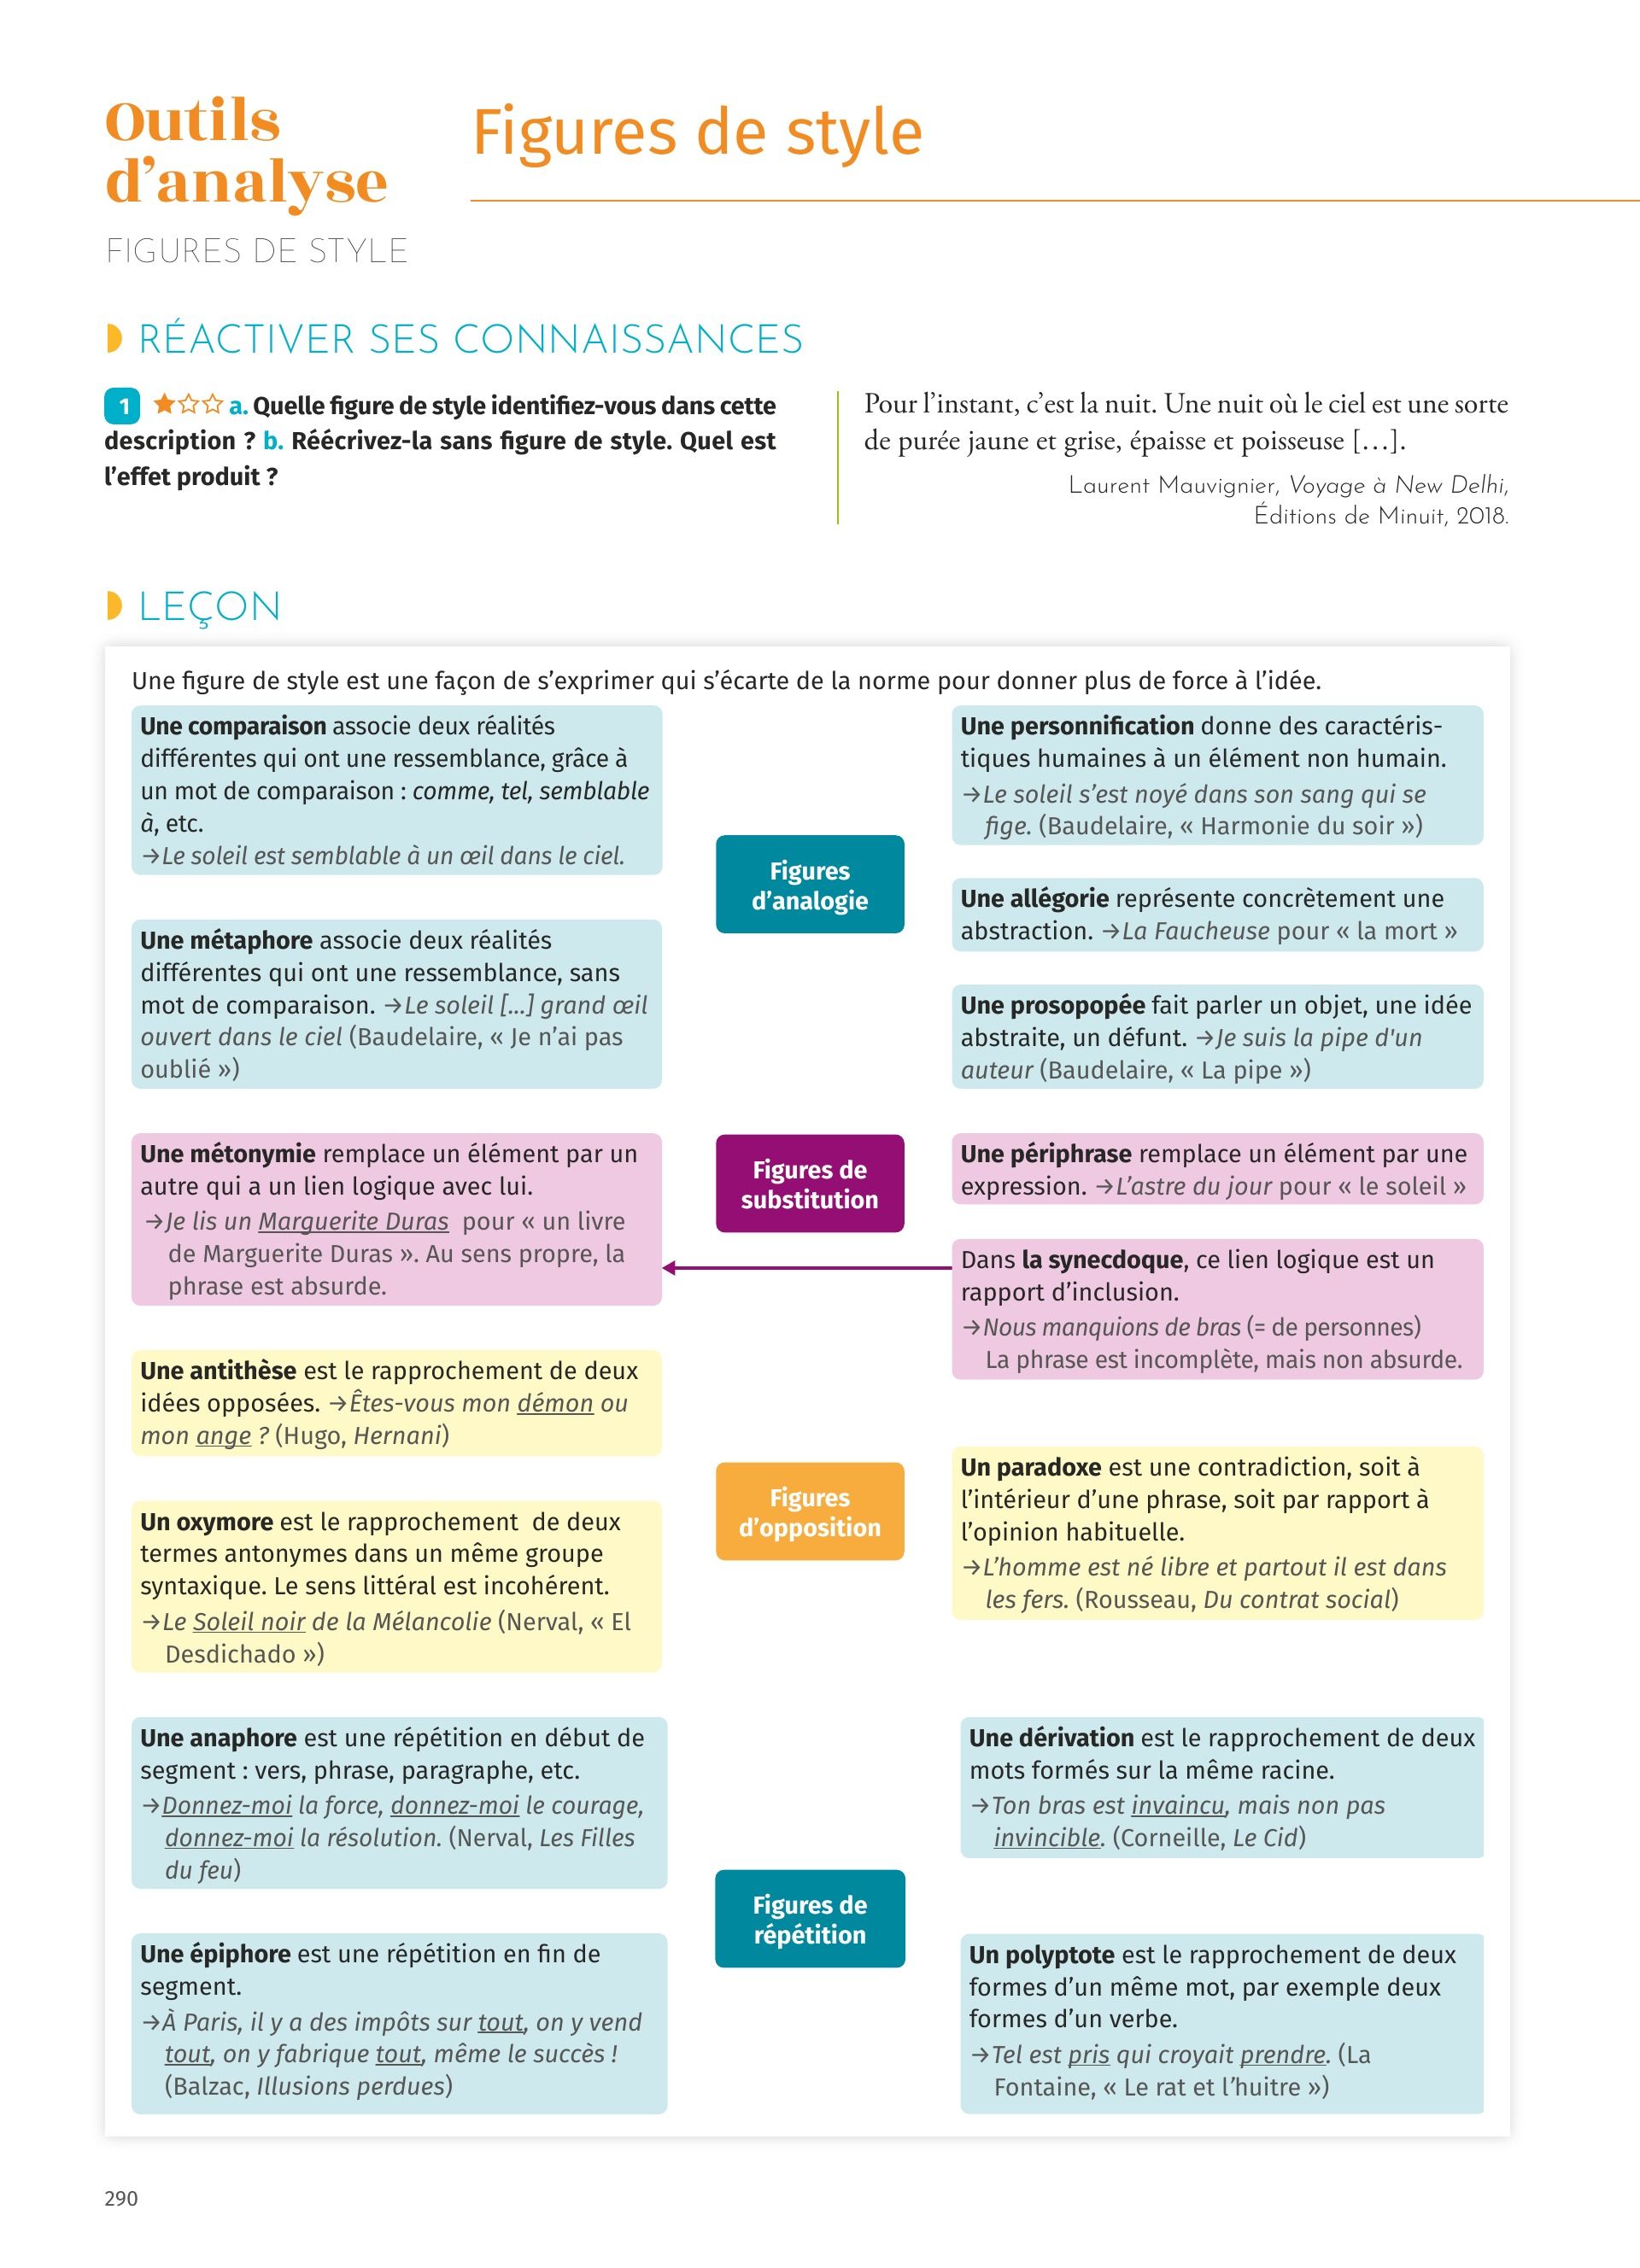 Outils
d’analyse
FIGURES DE STYLE
Figures de style
RÉACTIVER SES CONNAISSANCES
1 ★☆☆ a. Quelle figure de style identifiez-vous dans cette
description ? b. Réécrivez-la sans figure de style. Quel est
l’effet produit ?
Pour l’instant, c’est la nuit. Une nuit où le ciel est une sorte
de purée jaune et grise, épaisse et poisseuse […].
Laurent Mauvignier, Voyage à New Delhi,
Éditions de Minuit, 2018.
LEÇON
Une figure de style est une façon de s’exprimer qui s’écarte de la norme pour donner plus de force à l’idée.
Figures
d’analogie
Une comparaison associe deux réalités
différentes qui ont une ressemblance, grâce à
un mot de comparaison : comme, tel, semblable
à, etc.
→Le soleil est semblable à un œil dans le ciel.
Une métaphore associe deux réalités
différentes qui ont une ressemblance, sans
mot de comparaison. →Le soleil [...] grand œil
ouvert dans le ciel (Baudelaire, « Je n’ai pas
oublié »)
Une personnification donne des caractéris-
tiques humaines à un élément non humain.
→Le soleil s’est noyé dans son sang qui se
fige. (Baudelaire, « Harmonie du soir »)
Une allégorie représente concrètement une
abstraction. →La Faucheuse pour « la mort »
Une prosopopée fait parler un objet, une idée
abstraite, un défunt. →Je suis la pipe d'un
auteur (Baudelaire, « La pipe »)
Figures de
substitution
Une métonymie remplace un élément par un
autre qui a un lien logique avec lui.
→Je lis un Marguerite Duras pour « un livre
de Marguerite Duras ». Au sens propre, la
phrase est absurde.
Une périphrase remplace un élément par une
expression. →L’astre du jour pour « le soleil »
Dans la synecdoque, ce lien logique est un
rapport d’inclusion.
→Nous manquions de bras (= de personnes)
La phrase est incomplète, mais non absurde.
Figures
d’opposition
Une antithèse est le rapprochement de deux
idées opposées. →Êtes-vous mon démon ou
mon ange ? (Hugo, Hernani)
Un oxymore est le rapprochement de deux
termes antonymes dans un même groupe
syntaxique. Le sens littéral est incohérent.
→Le Soleil noir de la Mélancolie (Nerval, « El
Desdichado »)
Un paradoxe est une contradiction, soit à
l’intérieur d’une phrase, soit par rapport à
l’opinion habituelle.
→L’homme est né libre et partout il est dans
les fers. (Rousseau, Du contrat social)
Figures de
répétition
Une anaphore est une répétition en début de
segment : vers, phrase, paragraphe, etc.
→Donnez-moi la force, donnez-moi le courage,
donnez-moi la résolution. (Nerval, Les Filles
du feu)
Une épiphore est une répétition en fin de
segment.
→À Paris, il y a des impôts sur tout, on y vend
tout, on y fabrique tout, même le succès !
(Balzac, Illusions perdues)
Une dérivation est le rapprochement de deux
mots formés sur la même racine.
→Ton bras est invaincu, mais non pas
invincible. (Corneille, Le Cid)
Un polyptote est le rapprochement de deux
formes d’un même mot, par exemple deux
formes d’un verbe.
→Tel est pris qui croyait prendre. (La
Fontaine, « Le rat et l’huitre »)
290